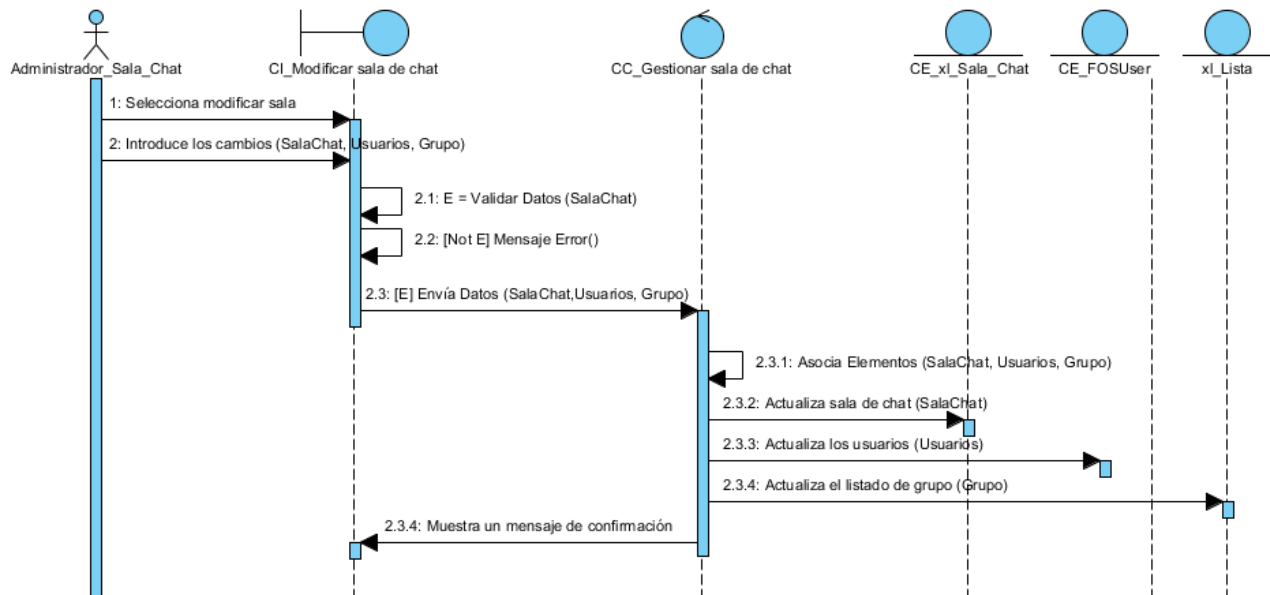 Administrador_Sala_Chat
CI_Modificar sala de chat
CC_Gestionar sala de chat
CE_xl_Sala_Chat
CE_FOSUser
xl_Lista
1: Selecciona modificar sala
2: Introduce los cambios (SalaChat, Usuarios, Grupo)
2.1: E = Validar Datos (SalaChat)
2.2: [Not E] Mensaje Error()
2.3: [E] Envía Datos (SalaChat,Usuarios, Grupo)
2.3.1: Asocia Elementos (SalaChat, Usuarios, Grupo)
2.3.2: Actualiza sala de chat (SalaChat)
2.3.3: Actualiza los usuarios (Usuarios)
2.3.4: Actualiza el listado de grupo (Grupo)
2.3.4: Muestra un mensaje de confirmación